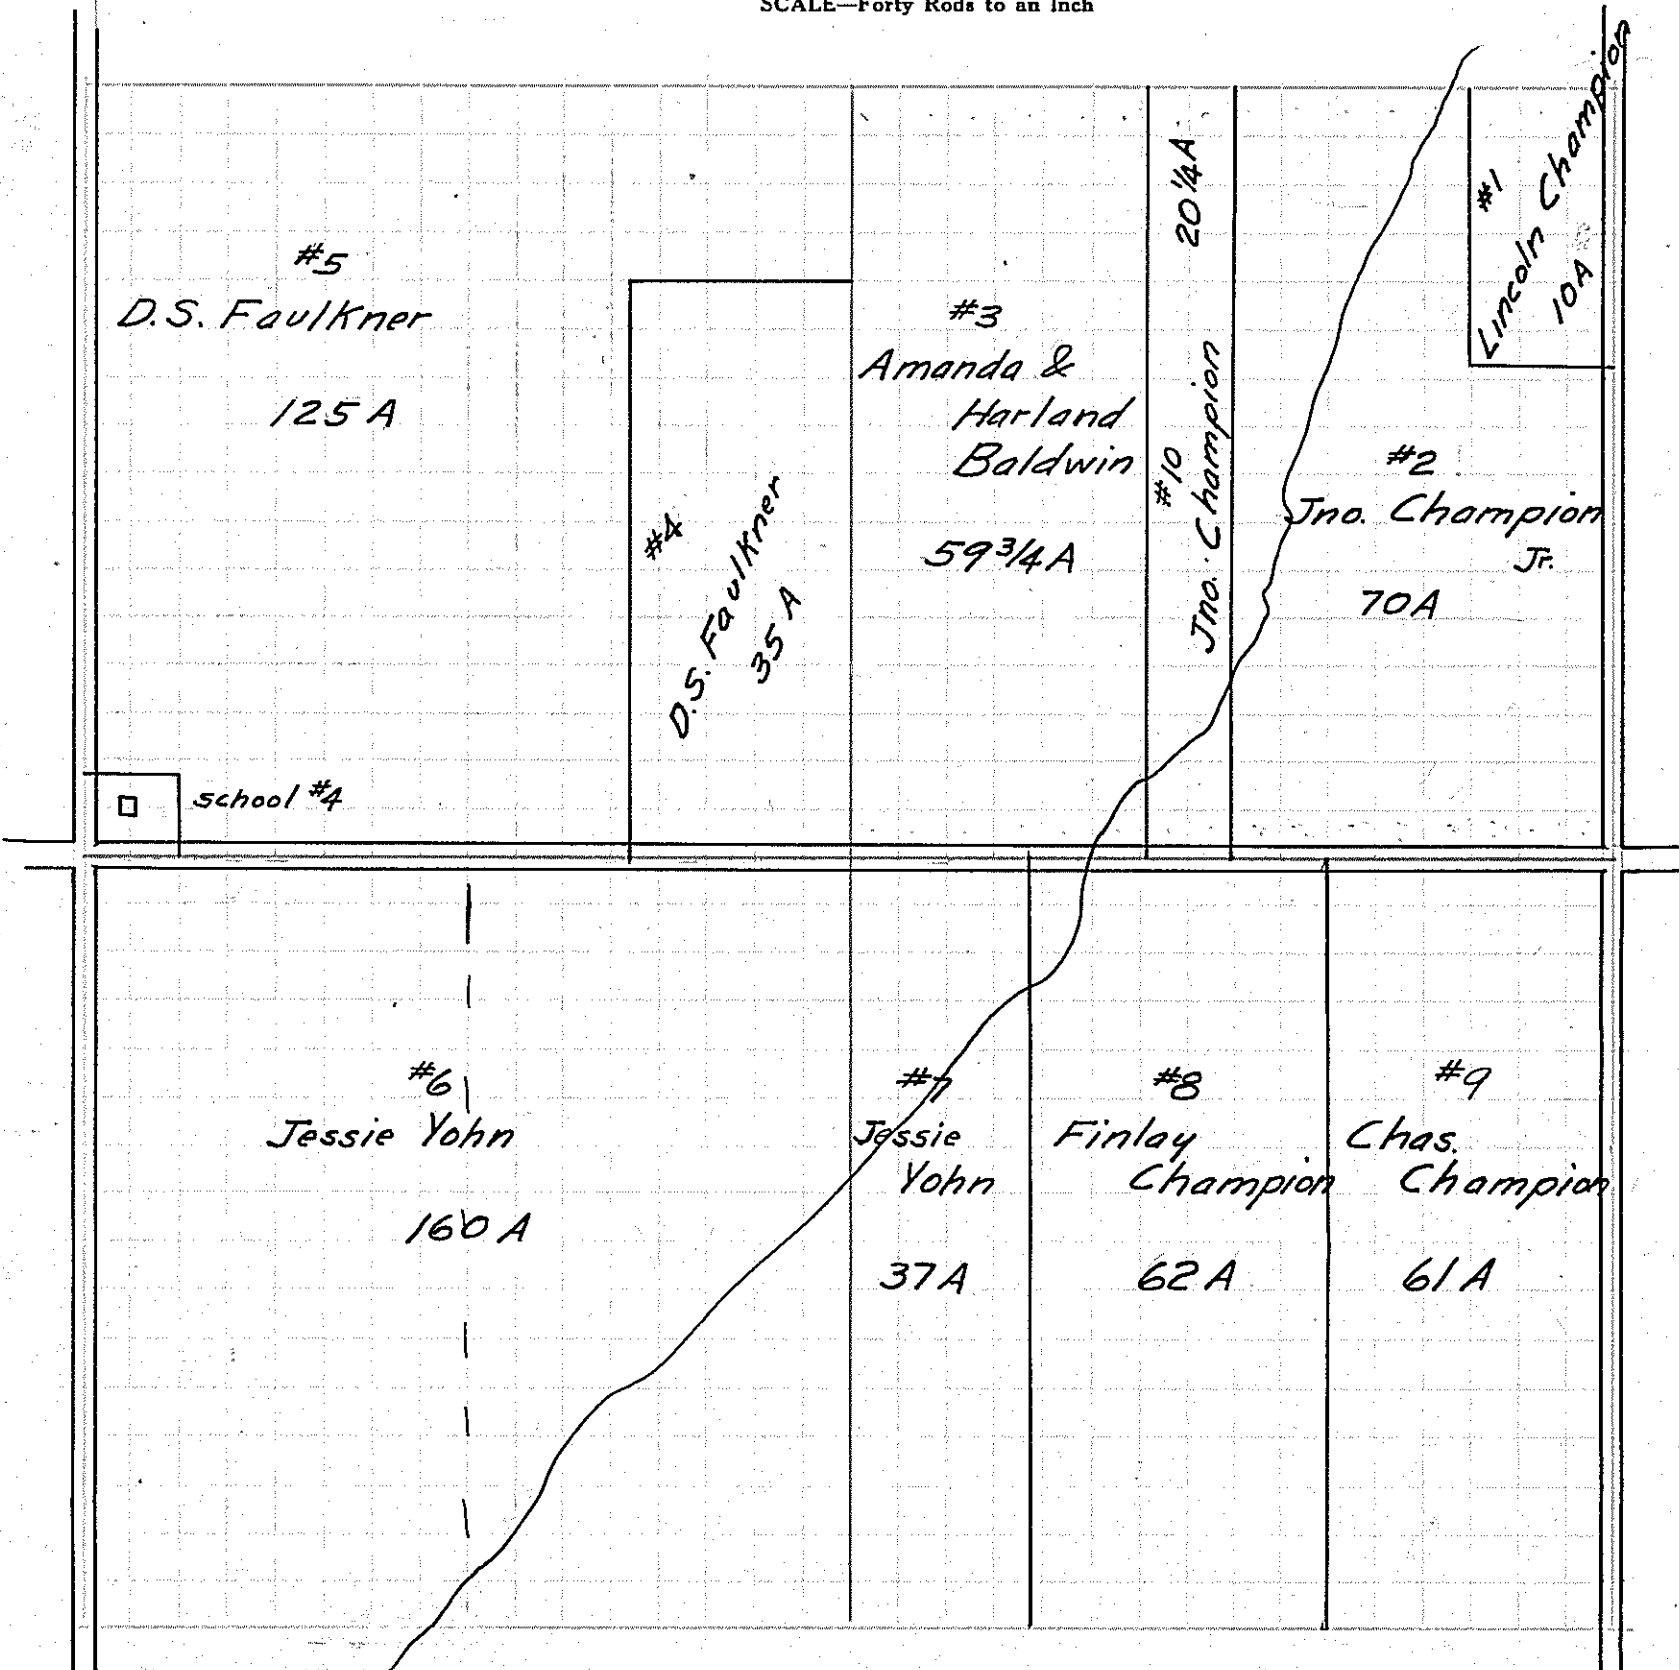 SCALE—Forty Rods to an Inch
#1
Lincoln Champion
10A
20¼A
#10
Jno. Champion
#5
D.S. Faulkner
125 A
#3
Amanda &
Harland
Baldwin
59¾A
#4
D.S. Faulkner
35 A
#2
Jno. Champion
Jr.
70A
school #4
#6
Jessie Yohn
160 A
#7
Jessie
Yohn
37A
#8
Finlay
Champion
62A
#9
Chas.
Champion
61A